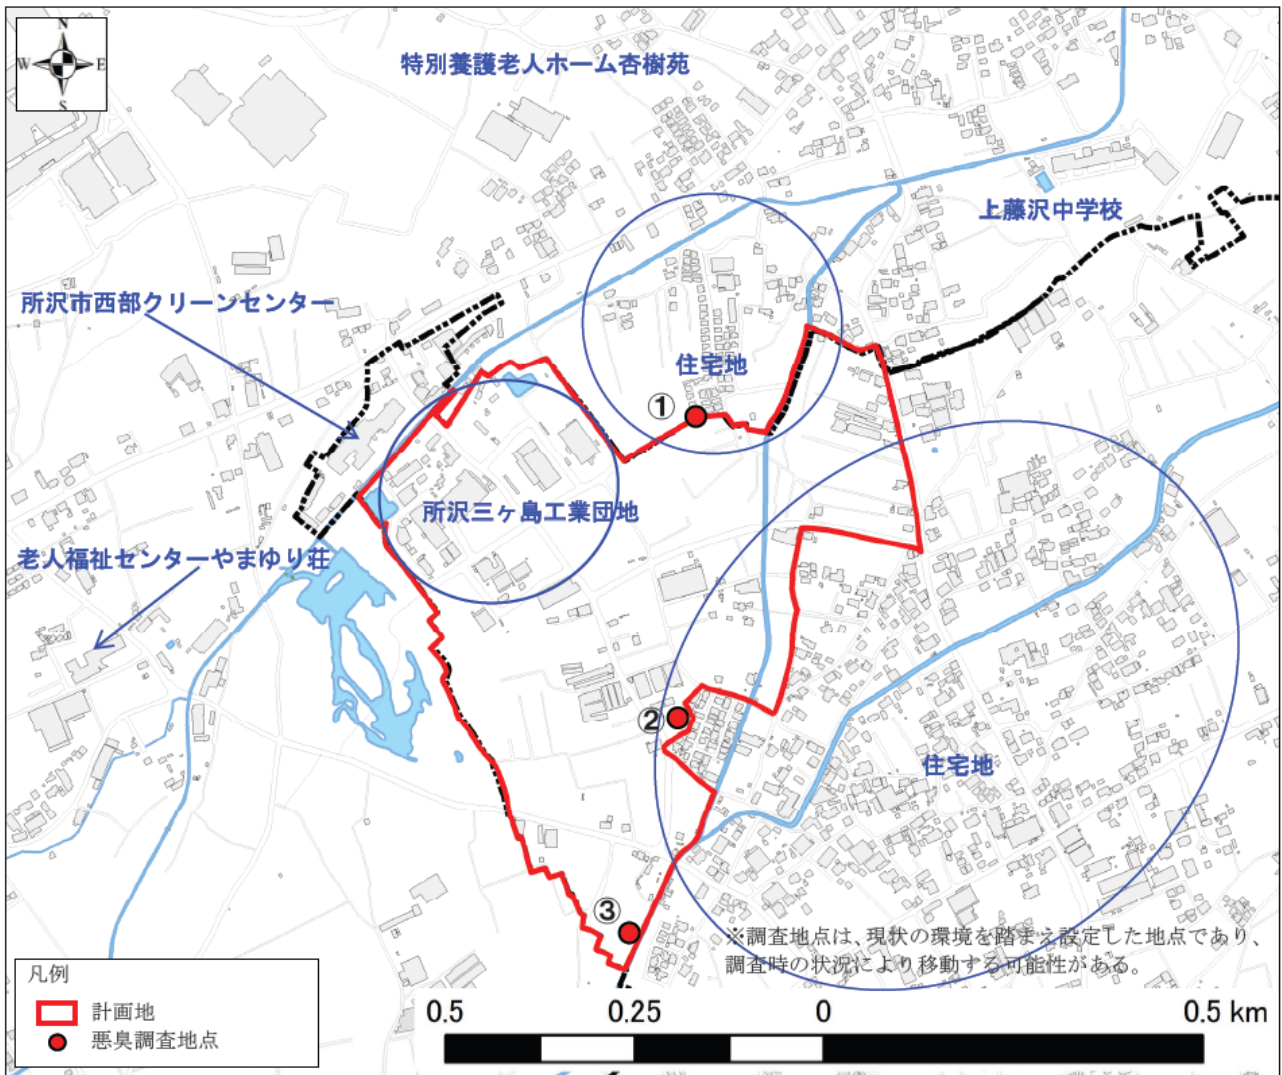 N
W E
S
特別養護老人ホーム杏樹苑
上藤沢中学校
所沢市西部クリーンセンター
住宅地
①
所沢三ヶ島工業団地
老人福祉センターやまゆり荘
②
住宅地
③
※調査地点は、現状の環境を踏まえ設定した地点であり、
調査時の状況により移動する可能性がある。
凡例
計画地
悪臭調査地点
0.5 0.25 0 0.5 km